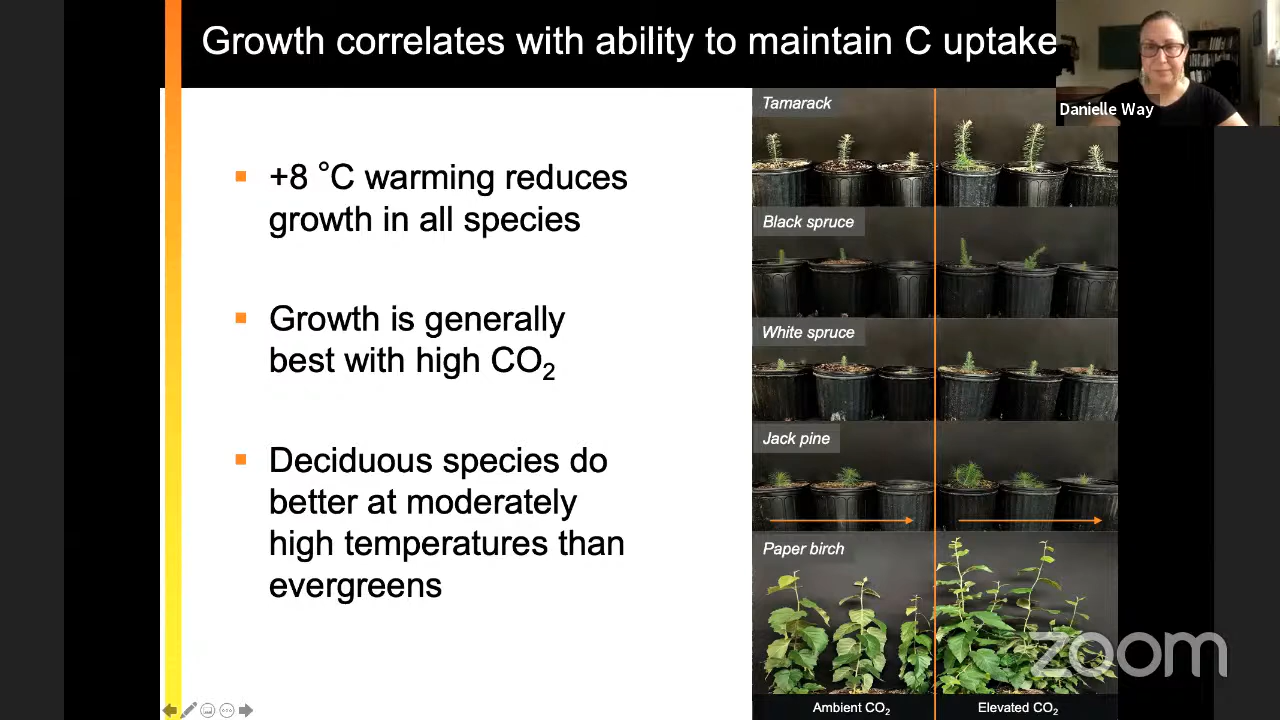 Growth correlates with ability to maintain C uptake
Danielle Way
+8 °C warming reduces
growth in all species
Growth is generally
best with high CO₂
Deciduous species do
better at moderately
high temperatures than
evergreens
Tamarack
Black spruce
White spruce
Jack pine
Paper birch
Ambient CO₂
Elevated CO₂
zoom